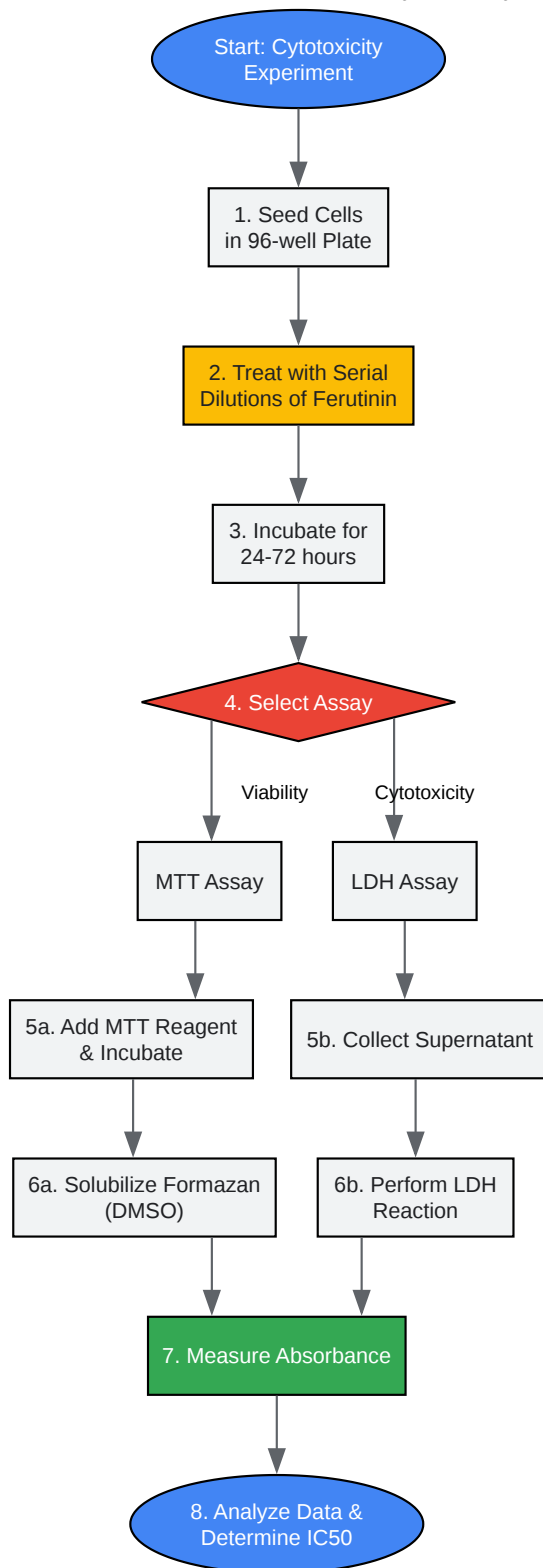 Start: Cytotoxicity
Experiment
1. Seed Cells
in 96-well Plate
2. Treat with Serial
Dilutions of Ferutinin
3. Incubate for
24-72 hours
4. Select Assay
Viability
Cytotoxicity
MTT Assay
LDH Assay
5a. Add MTT Reagent
& Incubate
5b. Collect Supernatant
6a. Solubilize Formazan
(DMSO)
6b. Perform LDH
Reaction
7. Measure Absorbance
8. Analyze Data &
Determine IC50